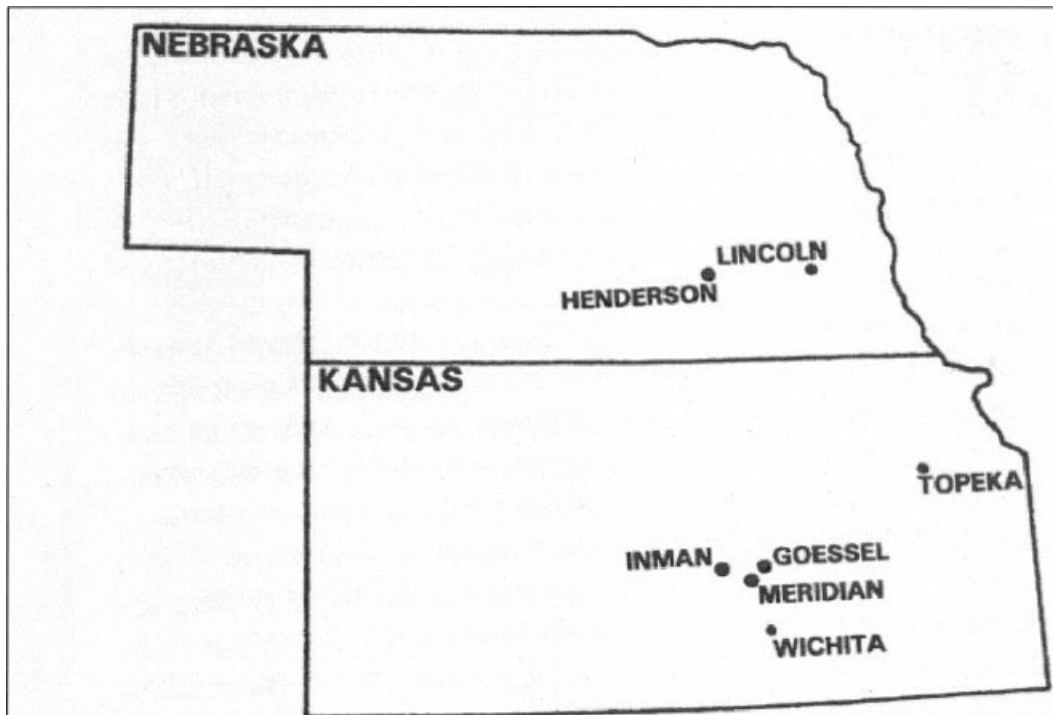 NEBRASKA
LINCOLN
HENDERSON
KANSAS
TOPEKA
INMAN
GOESSEL
MERIDIAN
WICHITA